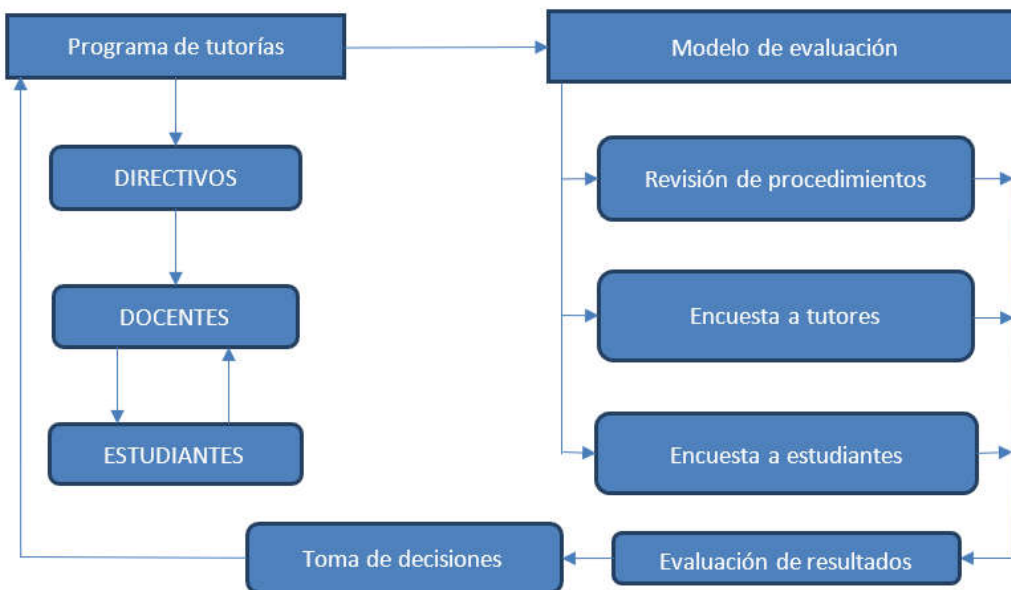 Programa de tutorías
Modelo de evaluación
DIRECTIVOS
Revisión de procedimientos
DOCENTES
Encuesta a tutores
ESTUDIANTES
Encuesta a estudiantes
Toma de decisiones
Evaluación de resultados